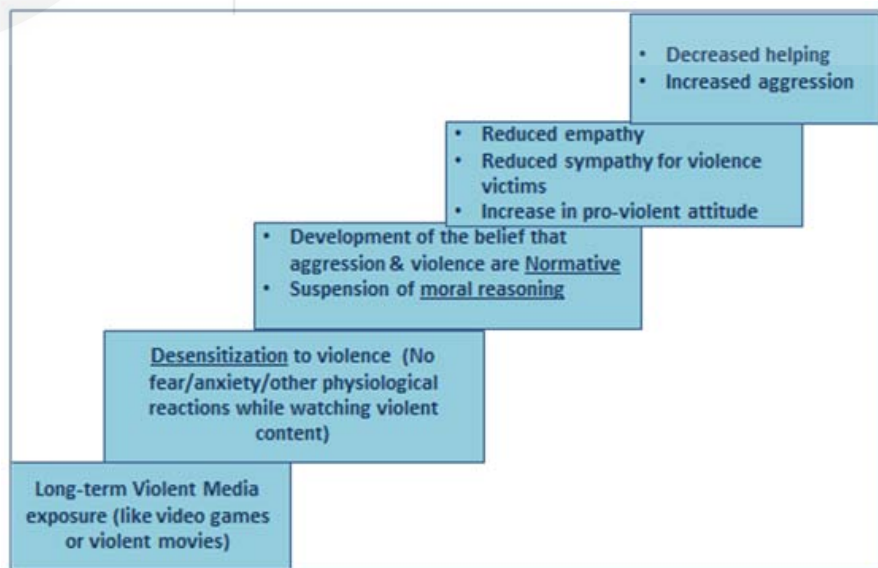 • Decreased helping
• Increased aggression
• Reduced empathy
• Reduced sympathy for violence
victims
• Increase in pro-violent attitude
• Development of the belief that
aggression & violence are Normative
• Suspension of moral reasoning
Desensitization to violence (No
fear/anxiety/other physiological
reactions while watching violent
content)
Long-term Violent Media
exposure (like video games
or violent movies)